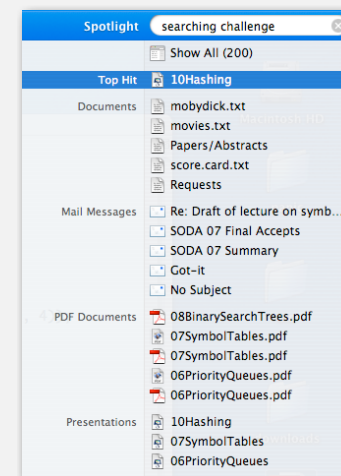 Spotlight searching challenge
Show All (200)
Top Hit 10Hashing
Documents mobydick.txt
movies.txt
Papers/Abstracts
score.card.txt
Requests
Mail Messages Re: Draft of lecture on symb...
SODA 07 Final Accepts
SODA 07 Summary
Got-it
No Subject
PDF Documents 08BinarySearchTrees.pdf
07SymbolTables.pdf
07SymbolTables.pdf
06PriorityQueues.pdf
06PriorityQueues.pdf
Presentations 10Hashing
07SymbolTables
06PriorityQueues